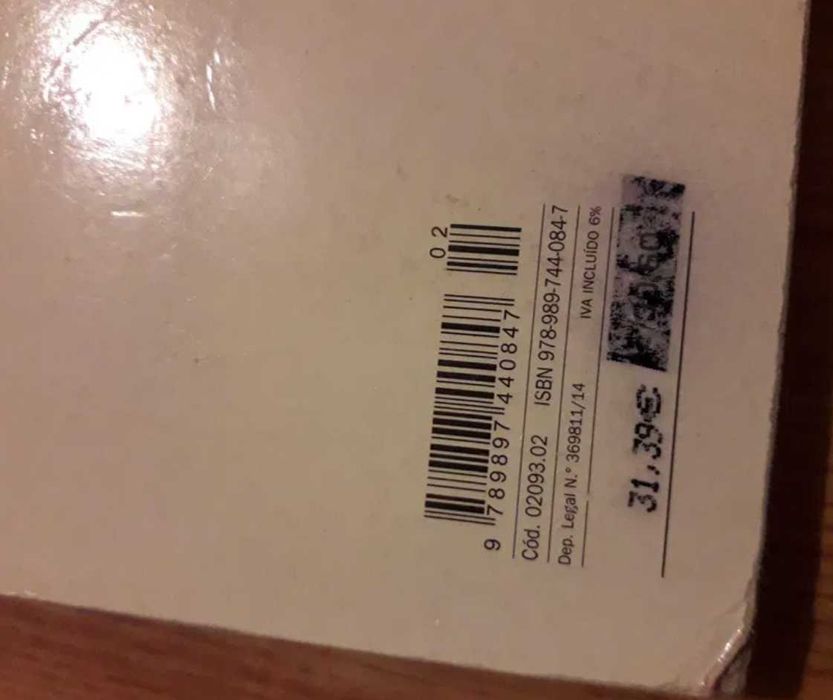 02
9 789897 440847
Cód. 02093.02 ISBN 978-989-744-084-7
Dep. Legal N.° 369811/14 IVA INCLUÍDO 6%
31,39€